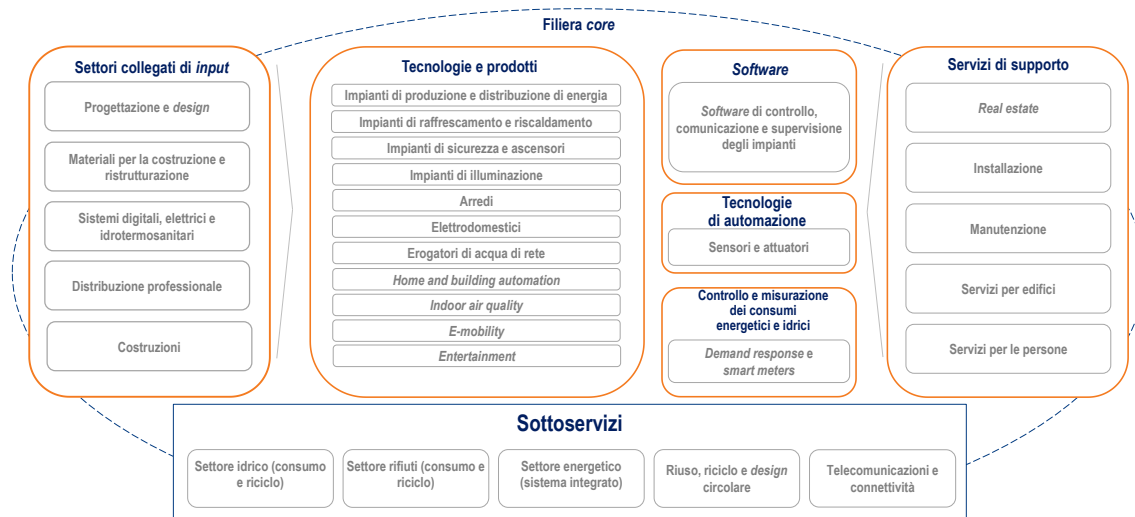 Filiera core
Settori collegati di input
Progettazione e design
Materiali per la costruzione e
ristrutturazione
Sistemi digitali, elettrici e
idrotermosanitari
Distribuzione professionale
Costruzioni
Tecnologie e prodotti
Impianti di produzione e distribuzione di energia
Impianti di raffrescamento e riscaldamento
Impianti di sicurezza e ascensori
Impianti di illuminazione
Arredi
Elettrodomestici
Erogatori di acqua di rete
Home and building automation
Indoor air quality
E-mobility
Entertainment
Software
Software di controllo,
comunicazione e supervisione
degli impianti
Tecnologie
di automazione
Sensori e attuatori
Controllo e misurazione
dei consumi
energetici e idrici
Demand response e
smart meters
Servizi di supporto
Real estate
Installazione
Manutenzione
Servizi per edifici
Servizi per le persone
Sottoservizi
Settore idrico (consumo
e riciclo)
Settore rifiuti (consumo e
riciclo)
Settore energetico
(sistema integrato)
Riuso, riciclo e design
circolare
Telecomunicazioni e
connettività